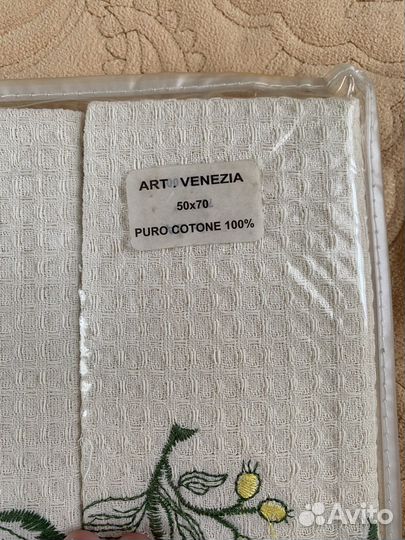 ART. VENEZIA
50x70
PURO COTONE 100%
Avito